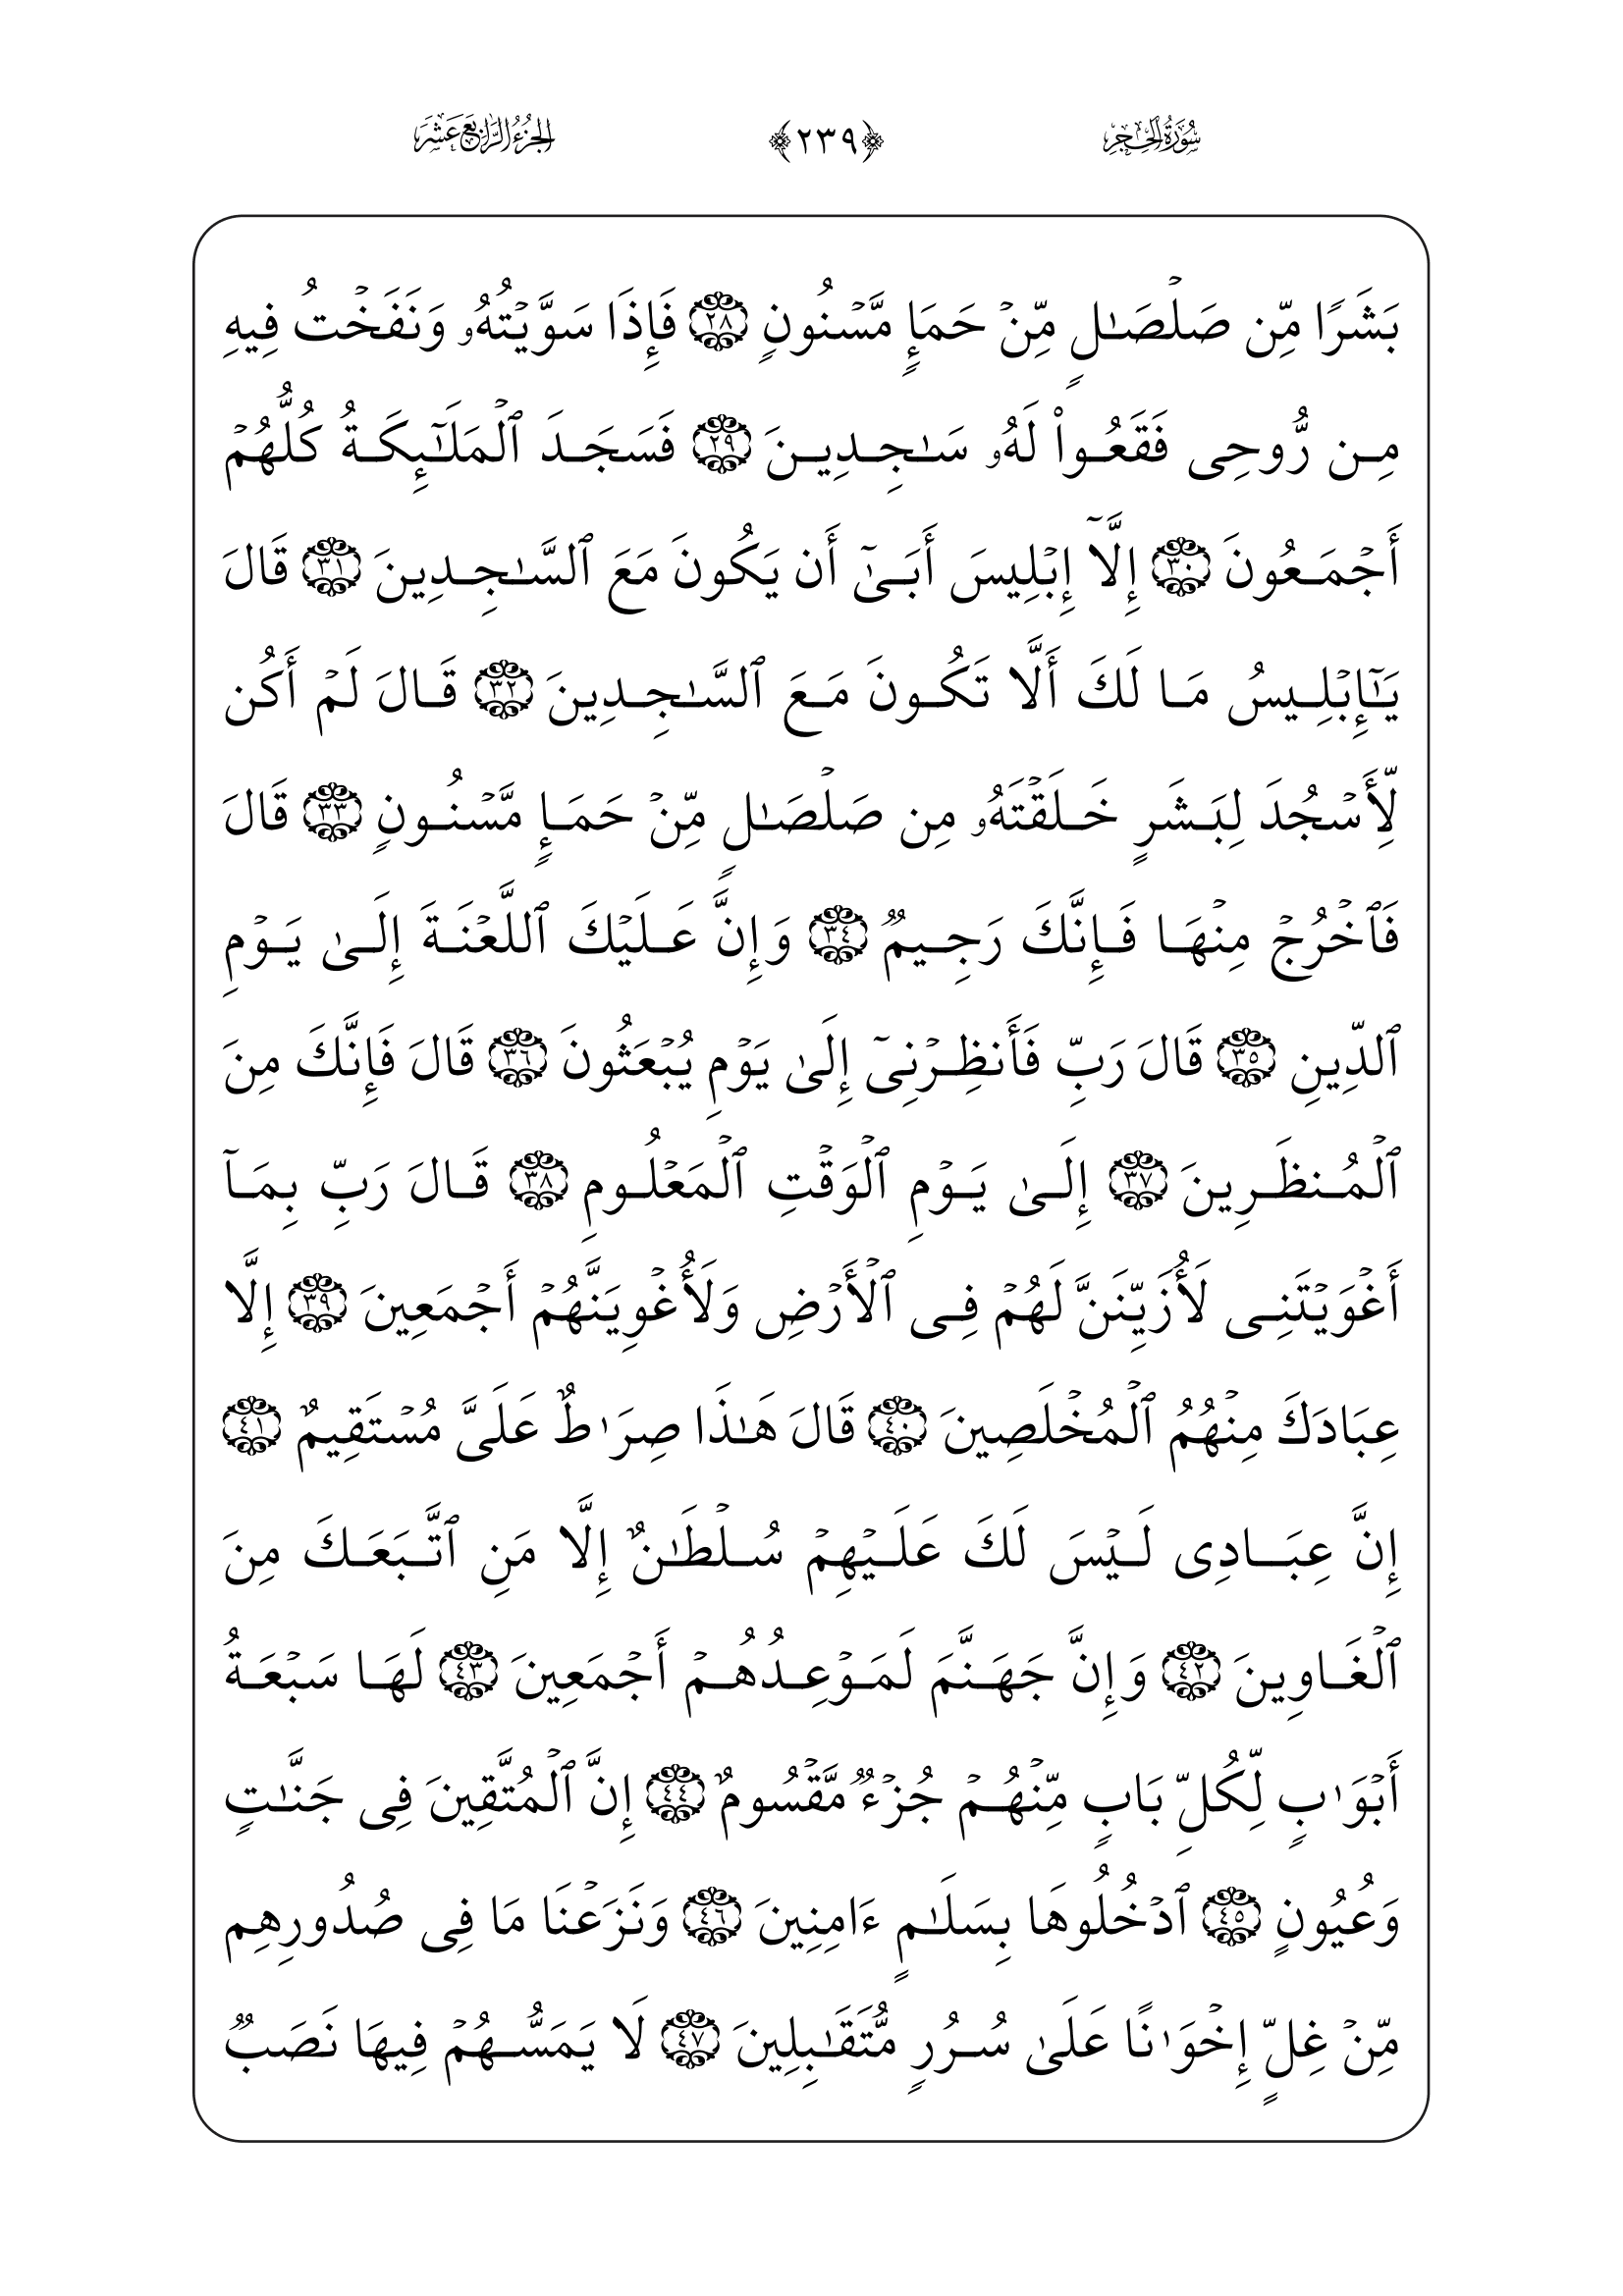 سُورَةُ الحِجْرِ ﴿٢٣٩﴾ الجُزْءُ الرَّابِعَ عَشَرَ
بَشَرًا مِّن صَلۡصَـٰلٍ مِّنۡ حَمَإٍ مَّسۡنُونٍ ٢٨ فَإِذَا سَوَّيۡتُهُۥ وَنَفَخۡتُ فِيهِ
مِن رُّوحِى فَقَعُوا۟ لَهُۥ سَـٰجِدِينَ ٢٩ فَسَجَدَ ٱلۡمَلَـٰٓئِكَةُ كُلُّهُمۡ
أَجۡمَعُونَ ٣٠ إِلَّآ إِبۡلِيسَ أَبَىٰٓ أَن يَكُونَ مَعَ ٱلسَّـٰجِدِينَ ٣١ قَالَ
يَـٰٓإِبۡلِيسُ مَا لَكَ أَلَّا تَكُونَ مَعَ ٱلسَّـٰجِدِينَ ٣٢ قَالَ لَمۡ أَكُن
لِّأَسۡجُدَ لِبَشَرٍ خَلَقۡتَهُۥ مِن صَلۡصَـٰلٍ مِّنۡ حَمَإٍ مَّسۡنُونٍ ٣٣ قَالَ
فَٱخۡرُجۡ مِنۡهَا فَإِنَّكَ رَجِيمٌ ٣٤ وَإِنَّ عَلَيۡكَ ٱللَّعۡنَةَ إِلَىٰ يَوۡمِ
ٱلدِّينِ ٣٥ قَالَ رَبِّ فَأَنظِرۡنِىٓ إِلَىٰ يَوۡمِ يُبۡعَثُونَ ٣٦ قَالَ فَإِنَّكَ مِنَ
ٱلۡمُنظَرِينَ ٣٧ إِلَىٰ يَوۡمِ ٱلۡوَقۡتِ ٱلۡمَعۡلُومِ ٣٨ قَالَ رَبِّ بِمَآ
أَغۡوَيۡتَنِى لَأُزَيِّنَنَّ لَهُمۡ فِى ٱلۡأَرۡضِ وَلَأُغۡوِيَنَّهُمۡ أَجۡمَعِينَ ٣٩ إِلَّا
عِبَادَكَ مِنۡهُمُ ٱلۡمُخۡلَصِينَ ٤٠ قَالَ هَـٰذَا صِرَٰطٌ عَلَىَّ مُسۡتَقِيمٌ ٤١
إِنَّ عِبَادِى لَيۡسَ لَكَ عَلَيۡهِمۡ سُلۡطَـٰنٌ إِلَّا مَنِ ٱتَّبَعَكَ مِنَ
ٱلۡغَاوِينَ ٤٢ وَإِنَّ جَهَنَّمَ لَمَوۡعِدُهُمۡ أَجۡمَعِينَ ٤٣ لَهَا سَبۡعَةُ
أَبۡوَٰبٍ لِّكُلِّ بَابٍ مِّنۡهُمۡ جُزۡءٌ مَّقۡسُومٌ ٤٤ إِنَّ ٱلۡمُتَّقِينَ فِى جَنَّـٰتٍ
وَعُيُونٍ ٤٥ ٱدۡخُلُوهَا بِسَلَـٰمٍ ءَامِنِينَ ٤٦ وَنَزَعۡنَا مَا فِى صُدُورِهِم
مِّنۡ غِلٍّ إِخۡوَٰنًا عَلَىٰ سُرُرٍ مُّتَقَـٰبِلِينَ ٤٧ لَا يَمَسُّهُمۡ فِيهَا نَصَبٌ